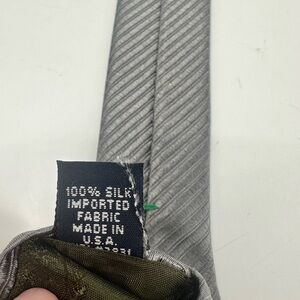 100% SILK
IMPORTED
FABRIC
MADE IN
U.S.A.